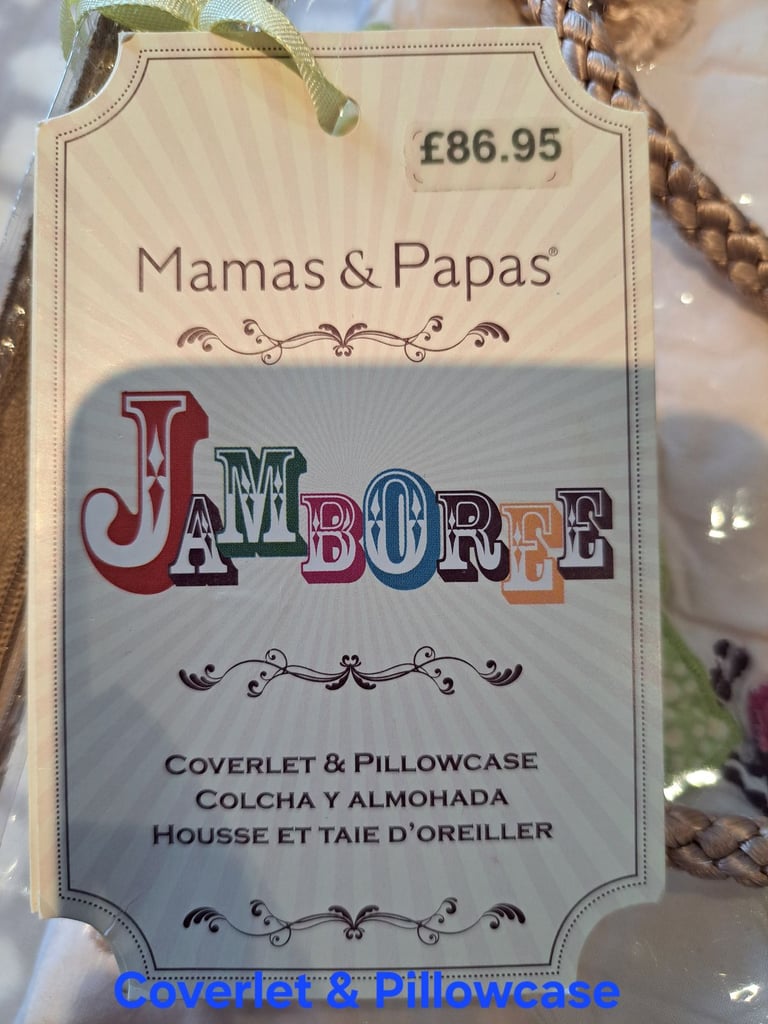 £86.95
Mamas & Papas®
JAMBOREE
COVERLET & PILLOWCASE
COLCHA Y ALMOHADA
HOUSSE ET TAIE D'OREILLER
Coverlet & Pillowcase